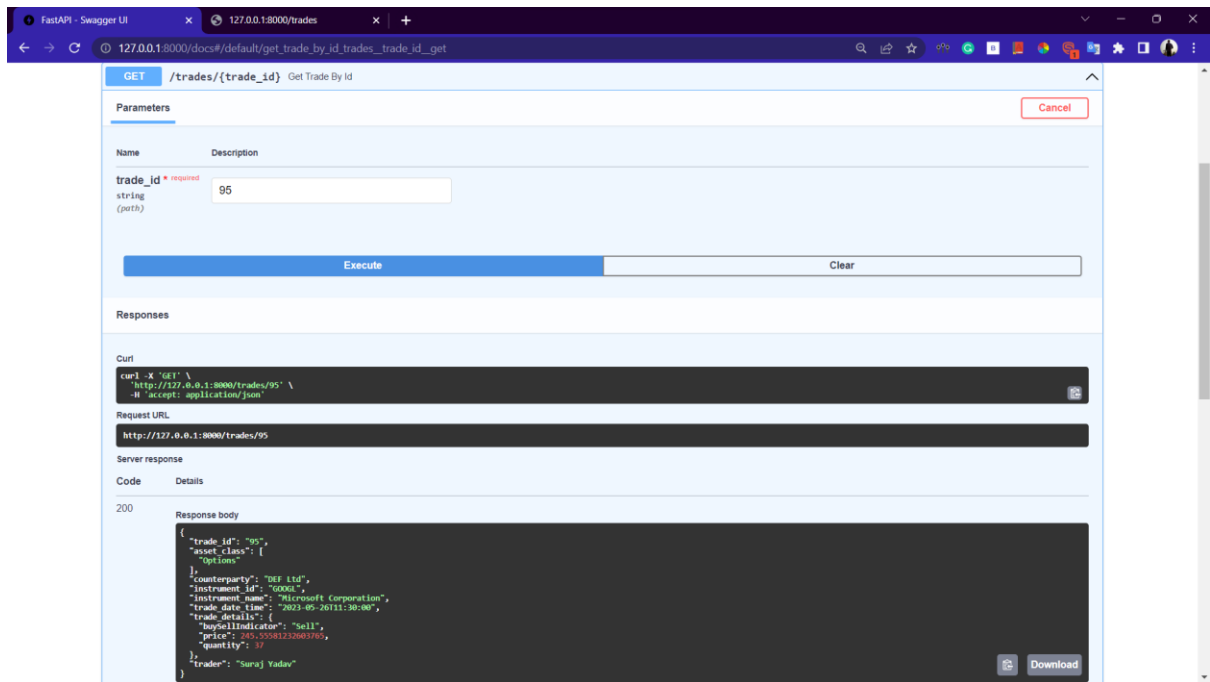 FastAPI - Swagger UI
127.0.0.1:8000/trades
127.0.0.1:8000/docs#/default/get_trade_by_id_trades__trade_id__get
GET /trades/{trade_id} Get Trade By Id
Parameters
Cancel
Name Description
trade_id * required
string
(path)
95
Execute Clear
Responses
Curl
curl -X 'GET' \
'http://127.0.0.1:8000/trades/95' \
-H 'accept: application/json'
Request URL
http://127.0.0.1:8000/trades/95
Server response
Code Details
200
Response body
{
"trade_id": "95",
"asset_class": [
"Options"
],
"counterparty": "DEF Ltd",
"instrument_id": "GOOGL",
"instrument_name": "Microsoft Corporation",
"trade_date_time": "2023-05-26T11:30:00",
"trade_details": {
"buySellIndicator": "Sell",
"price": 245.55581232603765,
"quantity": 37
},
"trader": "Suraj Yadav"
}
Download